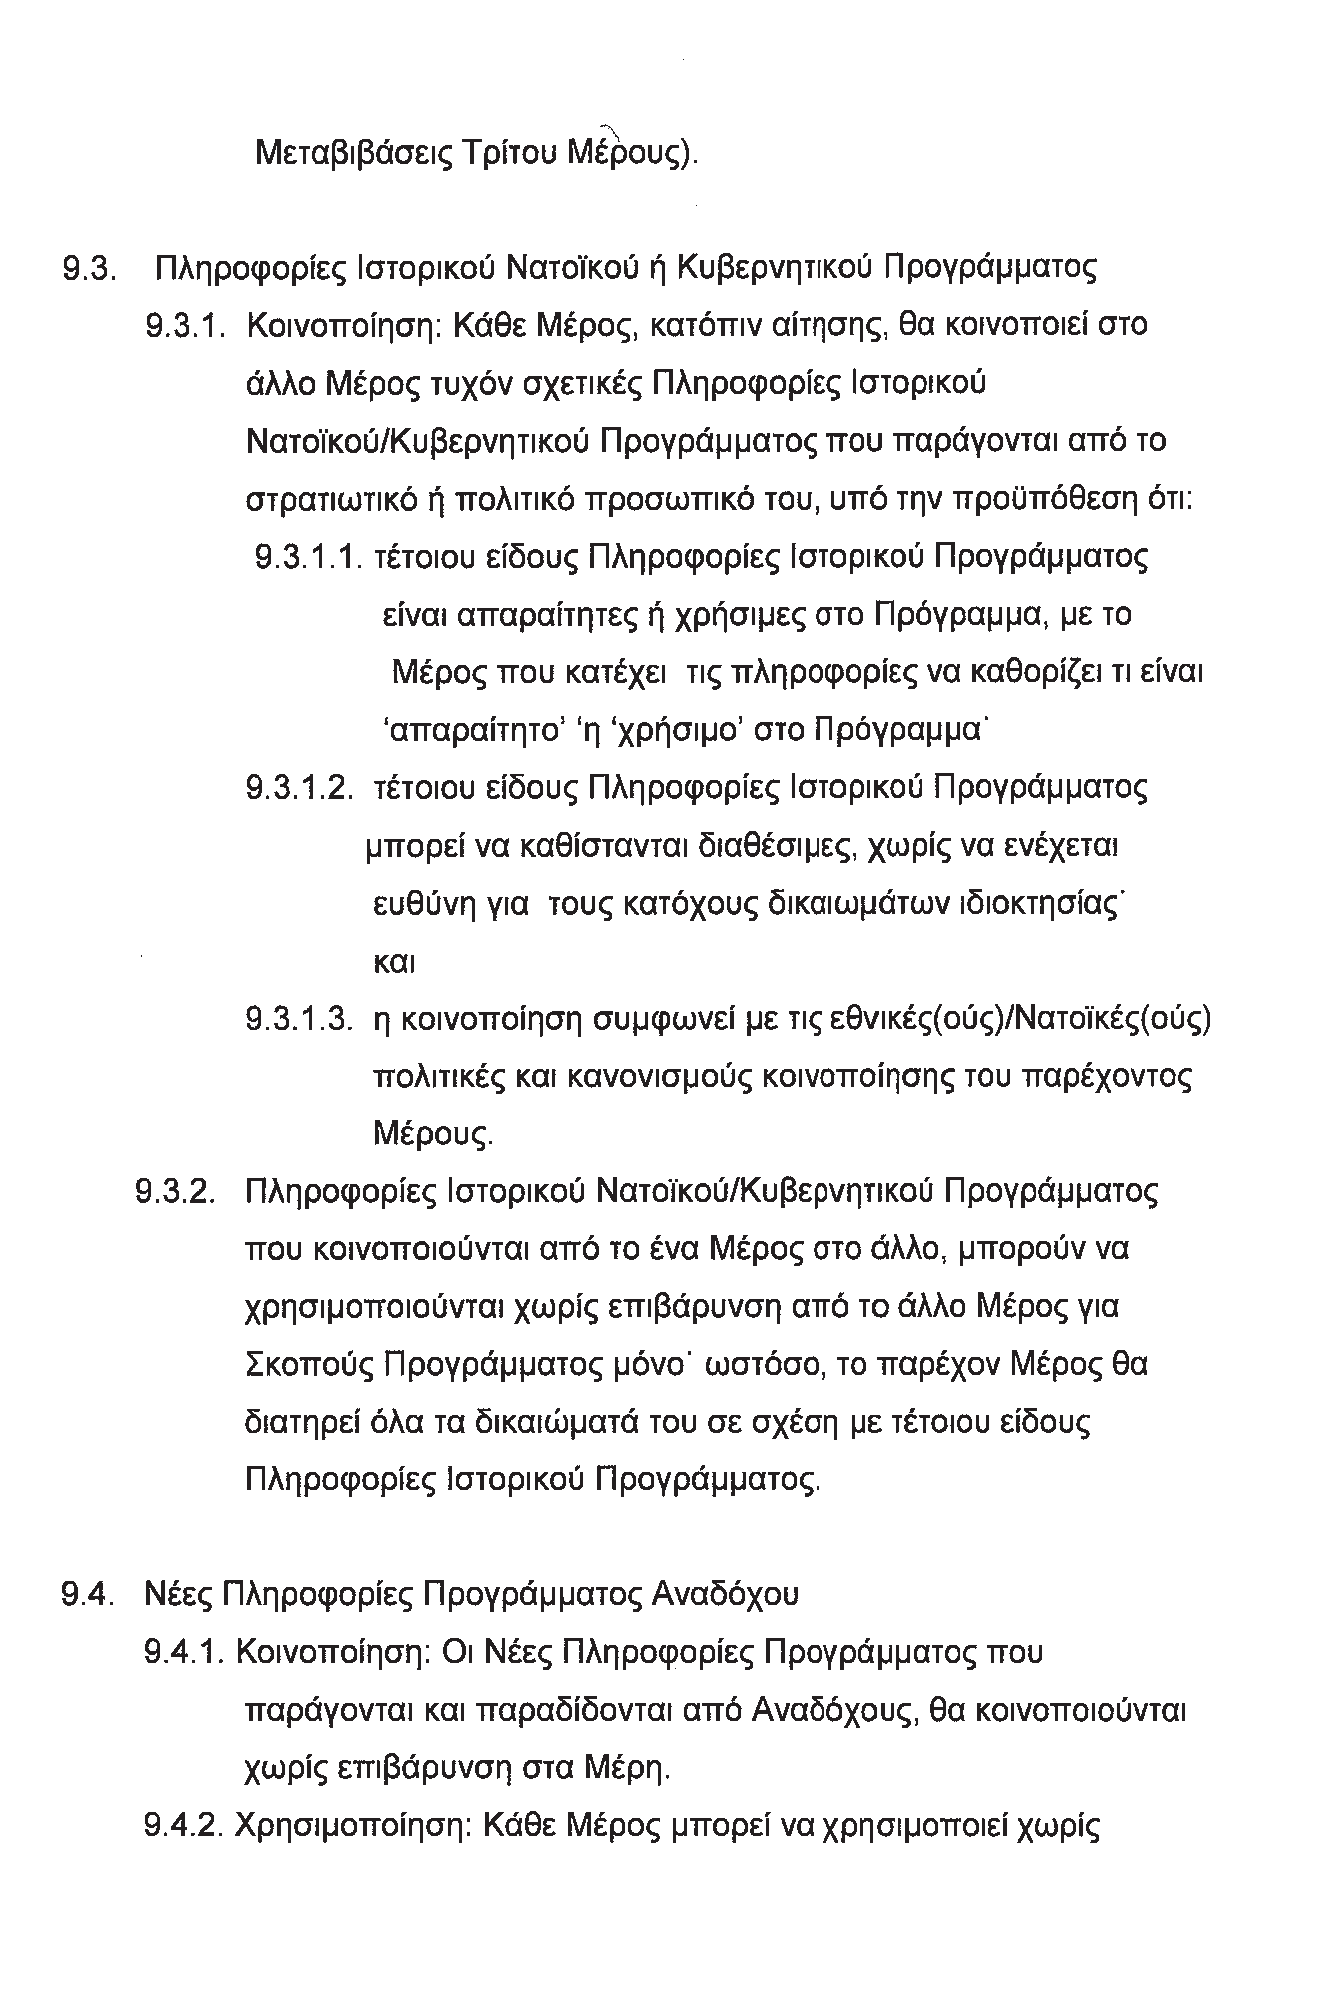 Μεταβιβάσεις Τρίτου Μέρους).
9.3. Πληροφορίες Ιστορικού Νατοϊκού ή Κυβερνητικού Προγράμματος
9.3.1. Κοινοποίηση: Κάθε Μέρος, κατόπιν αίτησης, θα κοινοποιεί στο
άλλο Μέρος τυχόν σχετικές Πληροφορίες Ιστορικού
Νατοϊκού/Κυβερνητικού Προγράμματος που παράγονται από το
στρατιωτικό ή πολιτικό προσωπικό του, υπό την προϋπόθεση ότι:
9.3.1.1. τέτοιου είδους Πληροφορίες Ιστορικού Προγράμματος
είναι απαραίτητες ή χρήσιμες στο Πρόγραμμα, με το
Μέρος που κατέχει τις πληροφορίες να καθορίζει τι είναι
‘απαραίτητο’ ‘η ‘χρήσιμο’ στο Πρόγραμμα˙
9.3.1.2. τέτοιου είδους Πληροφορίες Ιστορικού Προγράμματος
μπορεί να καθίστανται διαθέσιμες, χωρίς να ενέχεται
ευθύνη για τους κατόχους δικαιωμάτων ιδιοκτησίας˙
και
9.3.1.3. η κοινοποίηση συμφωνεί με τις εθνικές(ούς)/Νατοϊκές(ούς)
πολιτικές και κανονισμούς κοινοποίησης του παρέχοντος
Μέρους.
9.3.2. Πληροφορίες Ιστορικού Νατοϊκού/Κυβερνητικού Προγράμματος
που κοινοποιούνται από το ένα Μέρος στο άλλο, μπορούν να
χρησιμοποιούνται χωρίς επιβάρυνση από το άλλο Μέρος για
Σκοπούς Προγράμματος μόνο˙ ωστόσο, το παρέχον Μέρος θα
διατηρεί όλα τα δικαιώματά του σε σχέση με τέτοιου είδους
Πληροφορίες Ιστορικού Προγράμματος.
9.4. Νέες Πληροφορίες Προγράμματος Αναδόχου
9.4.1. Κοινοποίηση: Οι Νέες Πληροφορίες Προγράμματος που
παράγονται και παραδίδονται από Αναδόχους, θα κοινοποιούνται
χωρίς επιβάρυνση στα Μέρη.
9.4.2. Χρησιμοποίηση: Κάθε Μέρος μπορεί να χρησιμοποιεί χωρίς